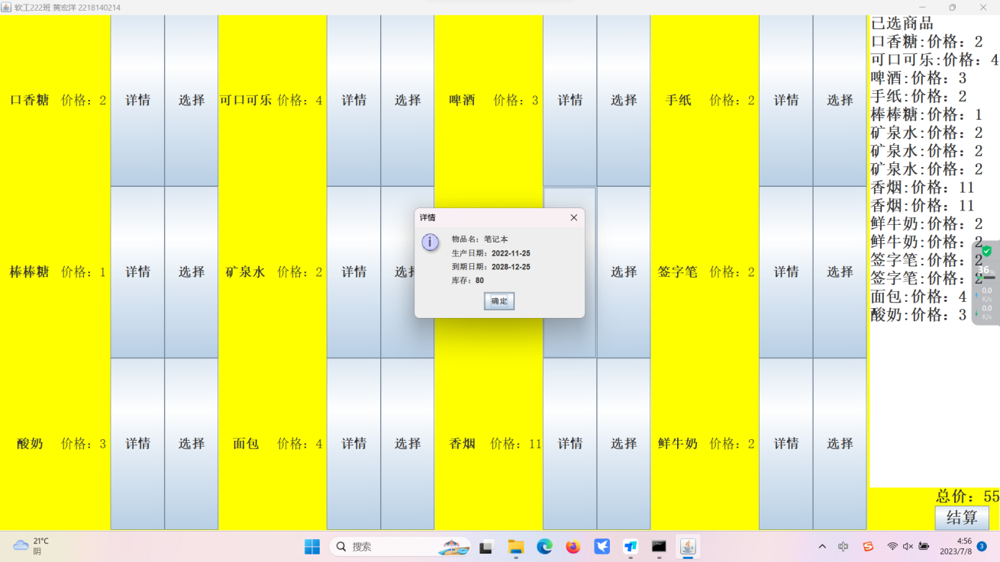 软工222班 黄宏洋 2218140214
口香糖 价格：2 详情 选择 可口可乐 价格：4 详情 选择 啤酒 价格：3 详情 选择 手纸 价格：2 详情 选择
棒棒糖 价格：1 详情 选择 矿泉水 价格：2 详情 选择 签字笔 价格：2 详情 选择
酸奶 价格：3 详情 选择 面包 价格：4 详情 选择 香烟 价格：11 详情 选择 鲜牛奶 价格：2 详情 选择
详情
物品名：笔记本
生产日期：2022-11-25
到期日期：2028-12-25
库存：80
确定
选择
已选商品
口香糖:价格：2
可口可乐:价格：4
啤酒:价格：3
手纸:价格：2
棒棒糖:价格：1
矿泉水:价格：2
矿泉水:价格：2
矿泉水:价格：2
香烟:价格：11
香烟:价格：11
鲜牛奶:价格：2
鲜牛奶:价格：2
签字笔:价格：2
签字笔:价格：2
面包:价格：4
酸奶:价格：3
36%
0.0
K/s
0.0
K/s
总价：55
结算
21℃
阴
搜索
中
4:56
2023/7/8
3